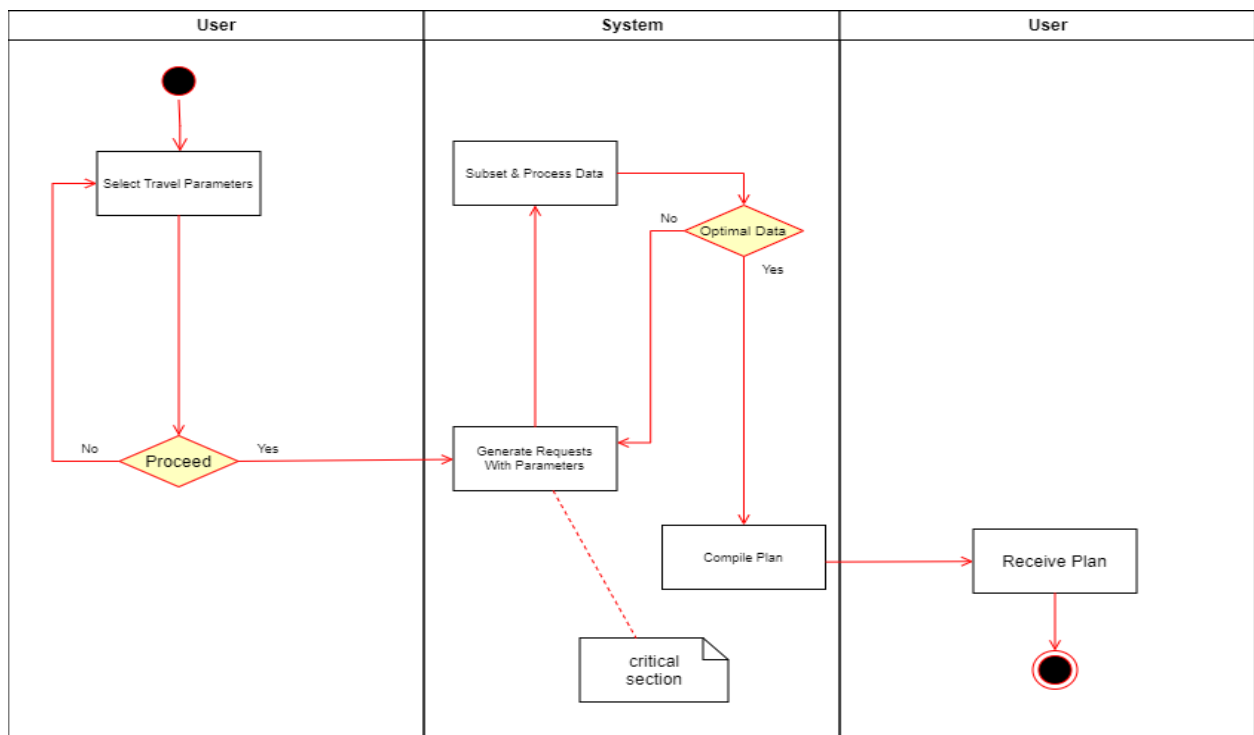 User
System
User
Select Travel Parameters
Subset & Process Data
No
Optimal Data
Yes
No
Proceed
Yes
Generate Requests
With Parameters
Compile Plan
Receive Plan
critical
section